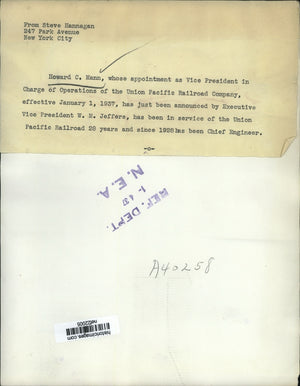 From Steve Hannagan
247 Park Avenue
New York City
Howard C. Mann, whose appointment as Vice President in
Charge of Operations of the Union Pacific Railroad Company,
effective January 1, 1937, has just been announced by Executive
Vice President W. M. Jeffers, has been in service of the Union
Pacific Railroad 28 years and since 1928 has been Chief Engineer.
-0-
REF. DEPT.
N. E. A.
A40258
historicimages.com